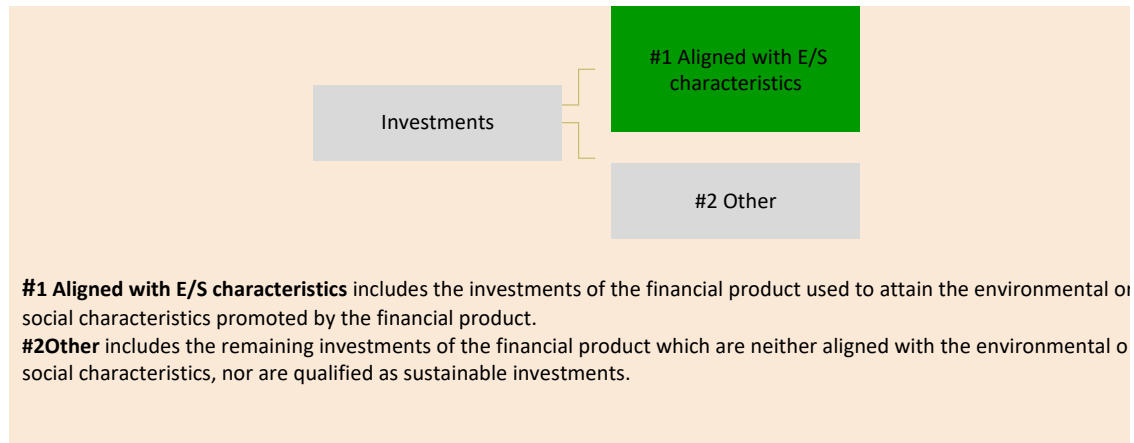 #1 Aligned with E/S
characteristics
Investments
#2 Other
#1 Aligned with E/S characteristics includes the investments of the financial product used to attain the environmental or
social characteristics promoted by the financial product.
#2Other includes the remaining investments of the financial product which are neither aligned with the environmental o
social characteristics, nor are qualified as sustainable investments.